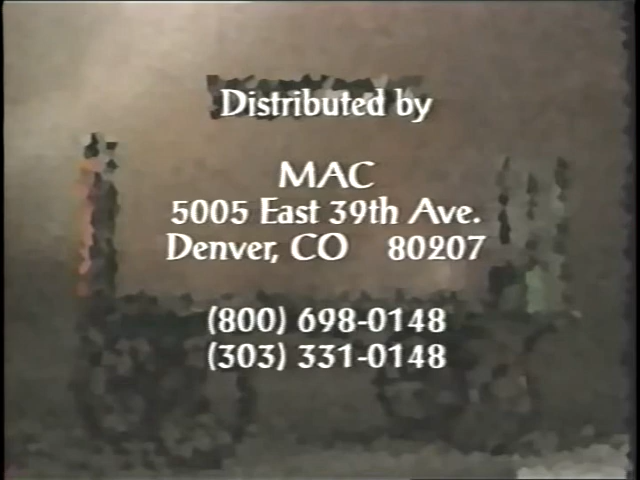 Distributed by
MAC
5005 East 39th Ave.
Denver, CO 80207
(800) 698-0148
(303) 331-0148